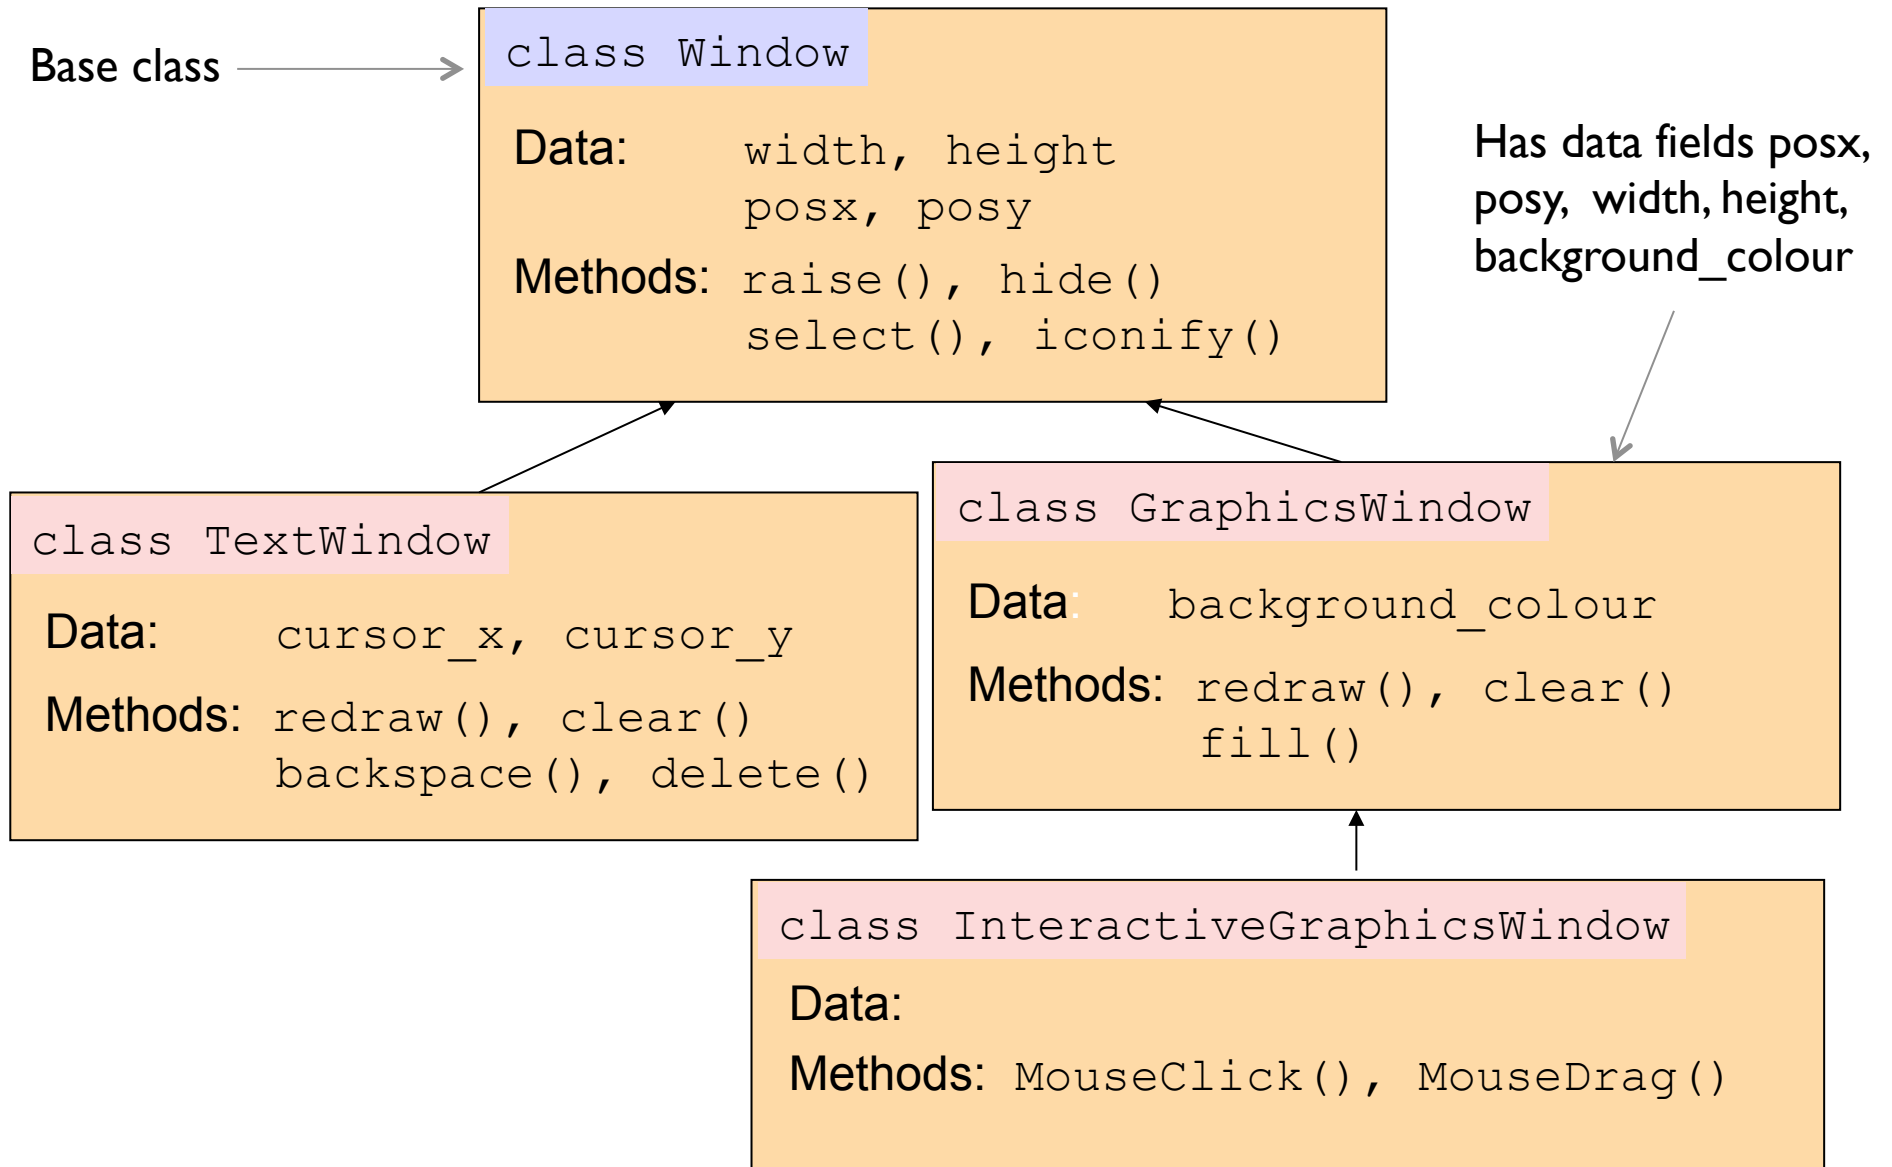 Base class
class Window
Data: width, height
posx, posy
Methods: raise(), hide()
select(), iconify()
Has data fields posx,
posy, width, height,
background_colour
class TextWindow
Data: cursor_x, cursor_y
Methods: redraw(), clear()
backspace(), delete()
class GraphicsWindow
Data: background_colour
Methods: redraw(), clear()
fill()
class InteractiveGraphicsWindow
Data:
Methods: MouseClick(), MouseDrag()